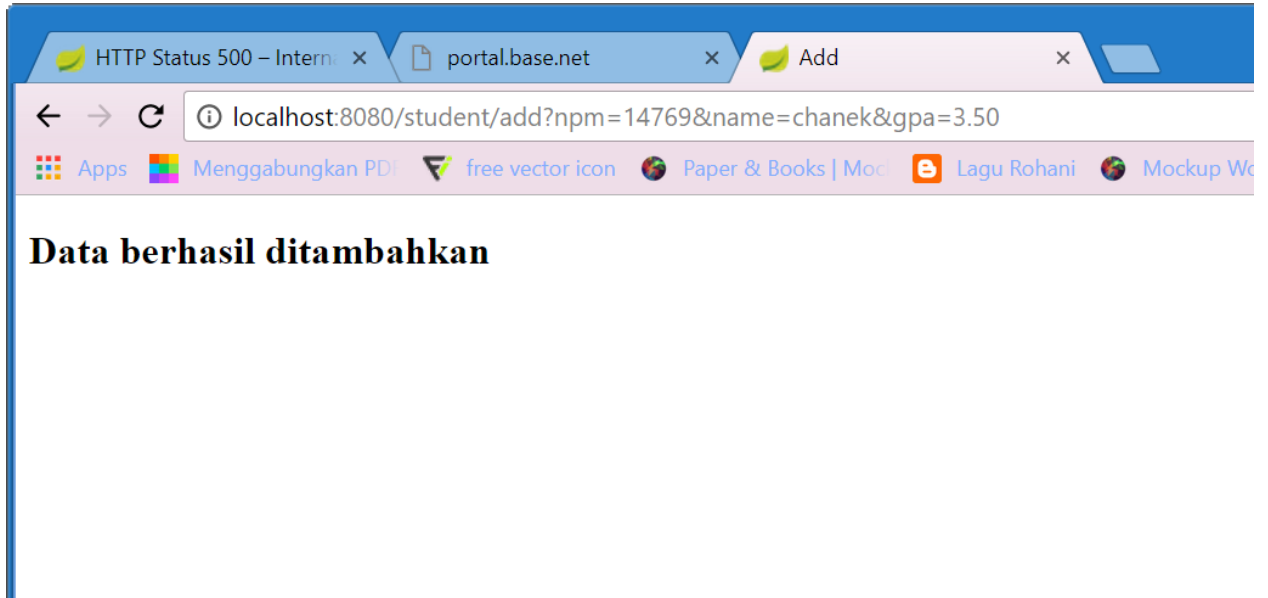 HTTP Status 500 – Intern
portal.base.net
Add
localhost:8080/student/add?npm=14769&name=chanek&gpa=3.50
Apps
Menggabungkan PD
free vector icon
Paper & Books | Moc
Lagu Rohani
Mockup Wo
Data berhasil ditambahkan